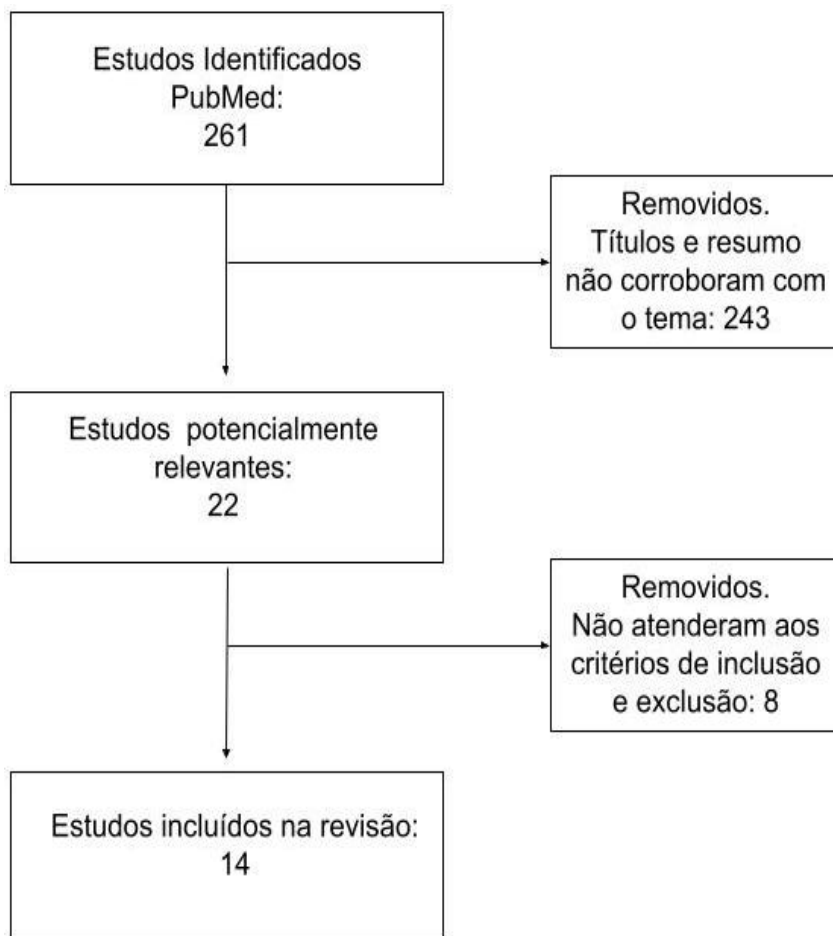 Estudos Identificados
PubMed:
261
Removidos.
Títulos e resumo
não corroboram com
o tema: 243
Estudos potencialmente
relevantes:
22
Removidos.
Não atenderam aos
critérios de inclusão
e exclusão: 8
Estudos incluídos na revisão:
14